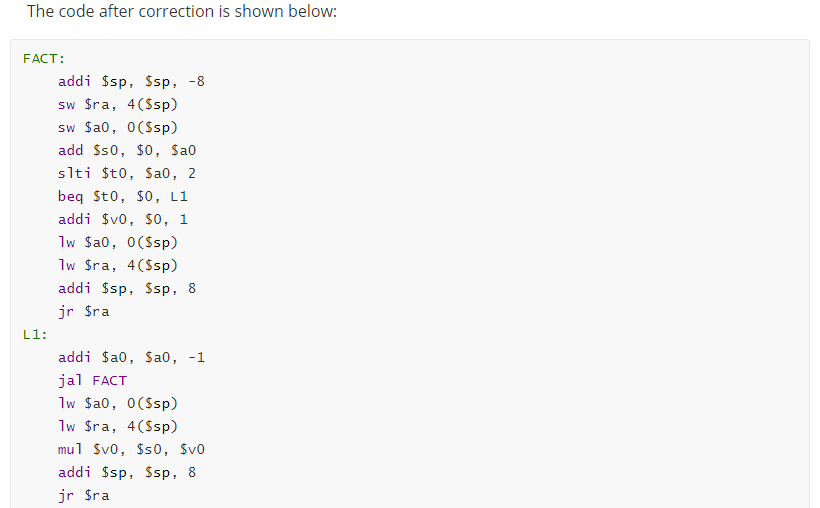 The code after correction is shown below:
FACT:
addi $sp, $sp, -8
sw $ra, 4($sp)
sw $a0, 0($sp)
add $s0, $0, $a0
slti $t0, $a0, 2
beq $t0, $0, L1
addi $v0, $0, 1
lw $a0, 0($sp)
lw $ra, 4($sp)
addi $sp, $sp, 8
jr $ra
L1:
addi $a0, $a0, -1
jal FACT
lw $a0, 0($sp)
lw $ra, 4($sp)
mul $v0, $s0, $v0
addi $sp, $sp, 8
jr $ra